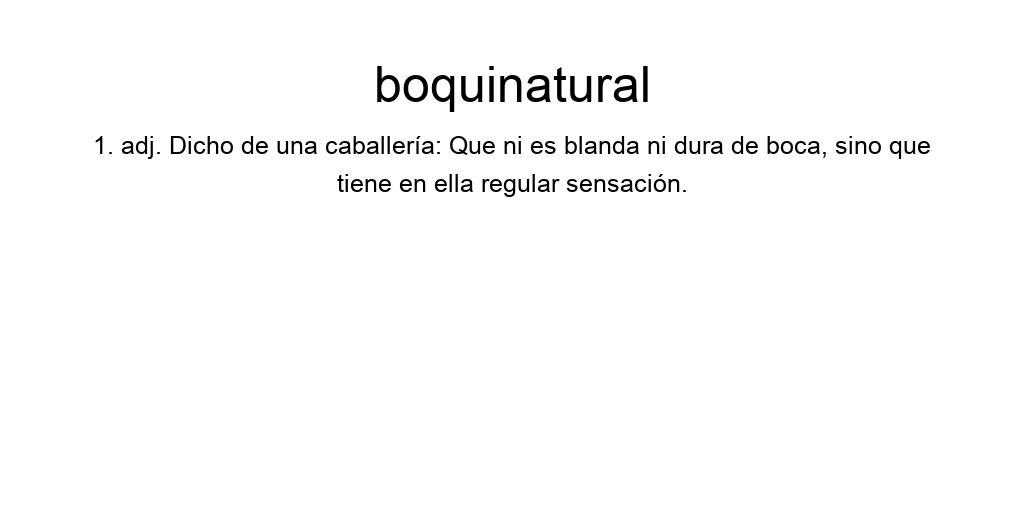 boquinatural
1. adj. Dicho de una caballería: Que ni es blanda ni dura de boca, sino que
tiene en ella regular sensación.